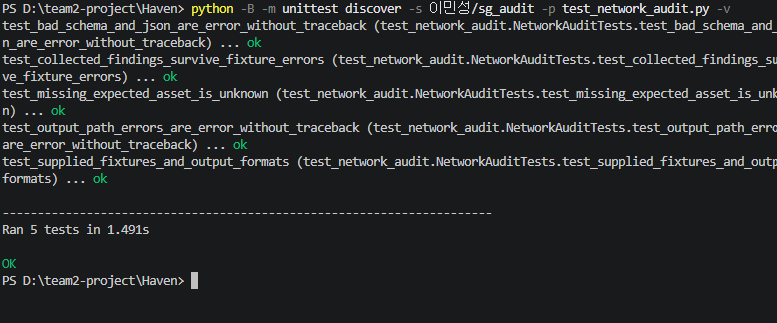 PS D:\team2-project\Haven> python -B -m unittest discover -s 이민성/sg_audit -p test_network_audit.py -v
test_bad_schema_and_json_are_error_without_traceback (test_network_audit.NetworkAuditTests.test_bad_schema_and_
n_are_error_without_traceback) ... ok
test_collected_findings_survive_fixture_errors (test_network_audit.NetworkAuditTests.test_collected_findings_su
ve_fixture_errors) ... ok
test_missing_expected_asset_is_unknown (test_network_audit.NetworkAuditTests.test_missing_expected_asset_is_unk
n) ... ok
test_output_path_errors_are_error_without_traceback (test_network_audit.NetworkAuditTests.test_output_path_erro
are_error_without_traceback) ... ok
test_supplied_fixtures_and_output_formats (test_network_audit.NetworkAuditTests.test_supplied_fixtures_and_outp
formats) ... ok
----------------------------------------------------------------------
Ran 5 tests in 1.491s
OK
PS D:\team2-project\Haven>